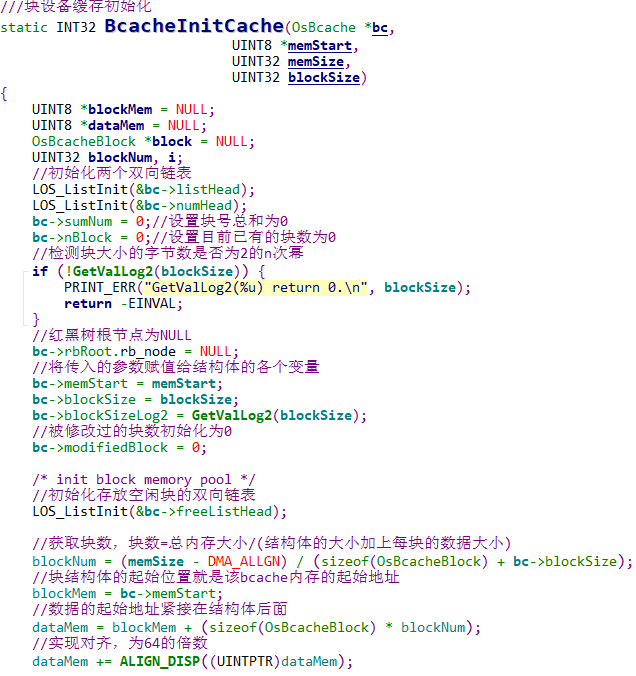 ///块设备缓存初始化
static INT32 BcacheInitCache(OsBcache *bc,
                             UINT8 *memStart,
                             UINT32 memSize,
                             UINT32 blockSize)
{
    UINT8 *blockMem = NULL;
    UINT8 *dataMem = NULL;
    OsBcacheBlock *block = NULL;
    UINT32 blockNum, i;
    //初始化两个双向链表
    LOS_ListInit(&bc->listHead);
    LOS_ListInit(&bc->numHead);
    bc->sumNum = 0;//设置块号总和为0
    bc->nBlock = 0;//设置目前已有的块数为0
    //检测块大小的字节数是否为2的n次幂
    if (!GetValLog2(blockSize)) {
        PRINT_ERR("GetValLog2(%u) return 0.\n", blockSize);
        return -EINVAL;
    }
    //红黑树根节点为NULL
    bc->rbRoot.rb_node = NULL;
    //将传入的参数赋值给结构体的各个变量
    bc->memStart = memStart;
    bc->blockSize = blockSize;
    bc->blockSizeLog2 = GetValLog2(blockSize);
    //被修改过的块数初始化为0
    bc->modifiedBlock = 0;

    /* init block memory pool */
    //初始化存放空闲块的双向链表
    LOS_ListInit(&bc->freeListHead);

    //获取块数，块数=总内存大小/(结构体的大小加上每块的数据大小)
    blockNum = (memSize - DMA_ALLGN) / (sizeof(OsBcacheBlock) + bc->blockSize);
    //块结构体的起始位置就是该bcache内存的起始地址
    blockMem = bc->memStart;
    //数据的起始地址紧接在结构体后面
    dataMem = blockMem + (sizeof(OsBcacheBlock) * blockNum);
    //实现对齐，为64的倍数
    dataMem += ALIGN_DISP((UINTPTR)dataMem);